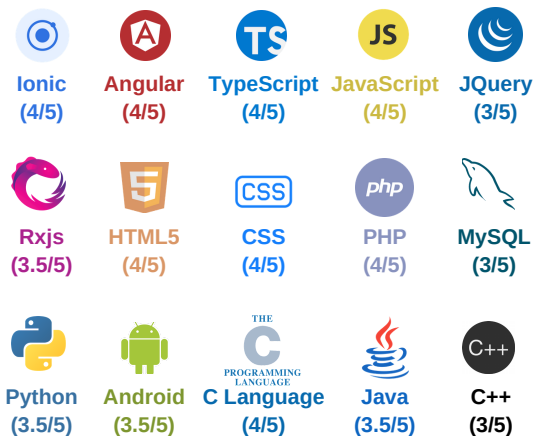 TS
JS
Ionic
Angular
TypeScript
JavaScript
JQuery
(4/5)
(4/5)
(4/5)
(4/5)
(3/5)
5
CSS
php
Rxjs
HTML5
CSS
PHP
MySQL
(3.5/5)
(4/5)
(4/5)
(4/5)
(3/5)
THE
C
PROGRAMMING
LANGUAGE
C++
Python
Android
C Language
Java
C++
(3.5/5)
(3.5/5)
(4/5)
(3.5/5)
(3/5)